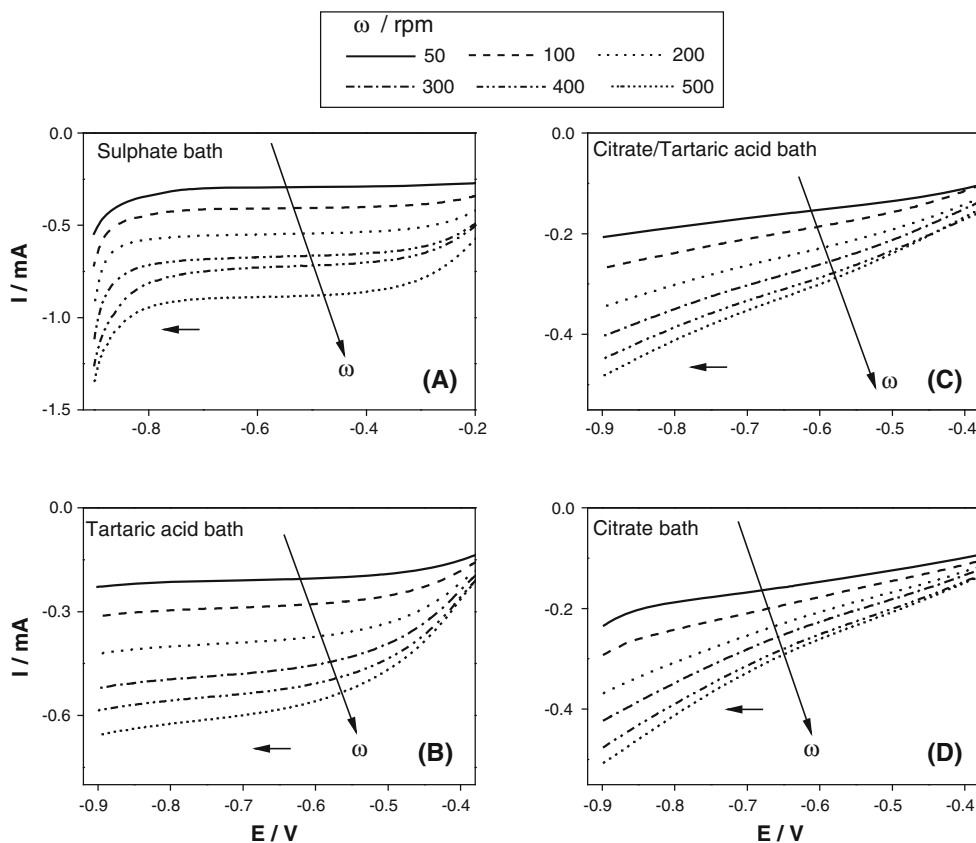 ω / rpm
50 100 200
300 400 500
0.0
-0.5
-1.0
-1.5
I / mA
Sulphate bath
ω
(A)
-0.8 -0.6 -0.4 -0.2
0.0
-0.2
-0.4
Citrate/Tartaric acid bath
ω
(C)
-0.9 -0.8 -0.7 -0.6 -0.5 -0.4
0.0
-0.3
-0.6
I / mA
Tartaric acid bath
ω
(B)
-0.9 -0.8 -0.7 -0.6 -0.5 -0.4
E / V
0.0
-0.2
-0.4
Citrate bath
ω
(D)
-0.9 -0.8 -0.7 -0.6 -0.5 -0.4
E / V